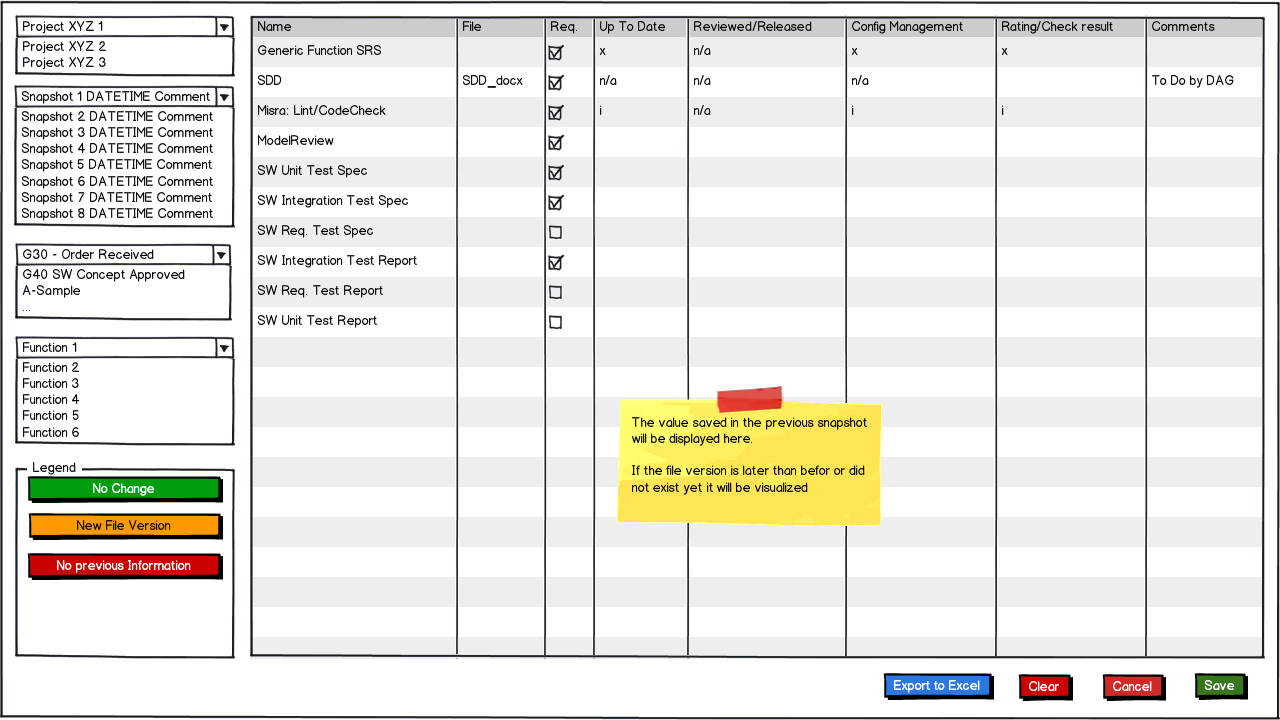 Project XYZ 1
Project XYZ 2
Project XYZ 3
Snapshot 1 DATETIME Comment
Snapshot 2 DATETIME Comment
Snapshot 3 DATETIME Comment
Snapshot 4 DATETIME Comment
Snapshot 5 DATETIME Comment
Snapshot 6 DATETIME Comment
Snapshot 7 DATETIME Comment
Snapshot 8 DATETIME Comment
G30 - Order Received
G40 SW Concept Approved
A-Sample
...
Function 1
Function 2
Function 3
Function 4
Function 5
Function 6
Legend
No Change
New File Version
No previous Information
Name File Req. Up To Date Reviewed/Released Config Management Rating/Check result Comments
Generic Function SRS x n/a x x
SDD SDD_docx n/a n/a n/a To Do by DAG
Misra: Lint/CodeCheck i n/a i i
ModelReview
SW Unit Test Spec
SW Integration Test Spec
SW Req. Test Spec
SW Integration Test Report
SW Req. Test Report
SW Unit Test Report
The value saved in the previous snapshot
will be displayed here.
If the file version is later than befor or did
not exist yet it will be visualized
Export to Excel Clear Cancel Save